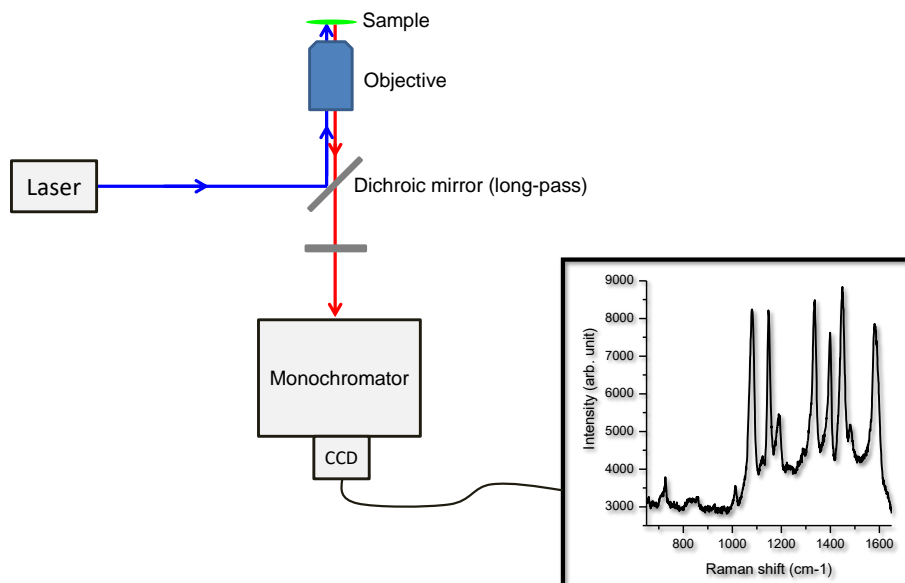 Sample
Objective
Laser
Dichroic mirror (long-pass)
Monochromator
CCD
9000
8000
7000
6000
5000
4000
3000
Intensity (arb. unit)
800 1000 1200 1400 1600
Raman shift (cm-1)